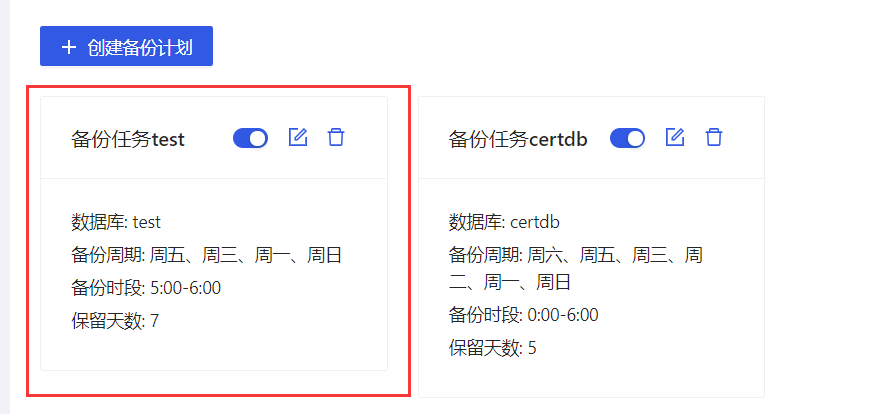 创建备份计划
备份任务test
数据库: test
备份周期: 周五、周三、周一、周日
备份时段: 5:00-6:00
保留天数: 7
备份任务certdb
数据库: certdb
备份周期: 周六、周五、周三、周
二、周一、周日
备份时段: 0:00-6:00
保留天数: 5